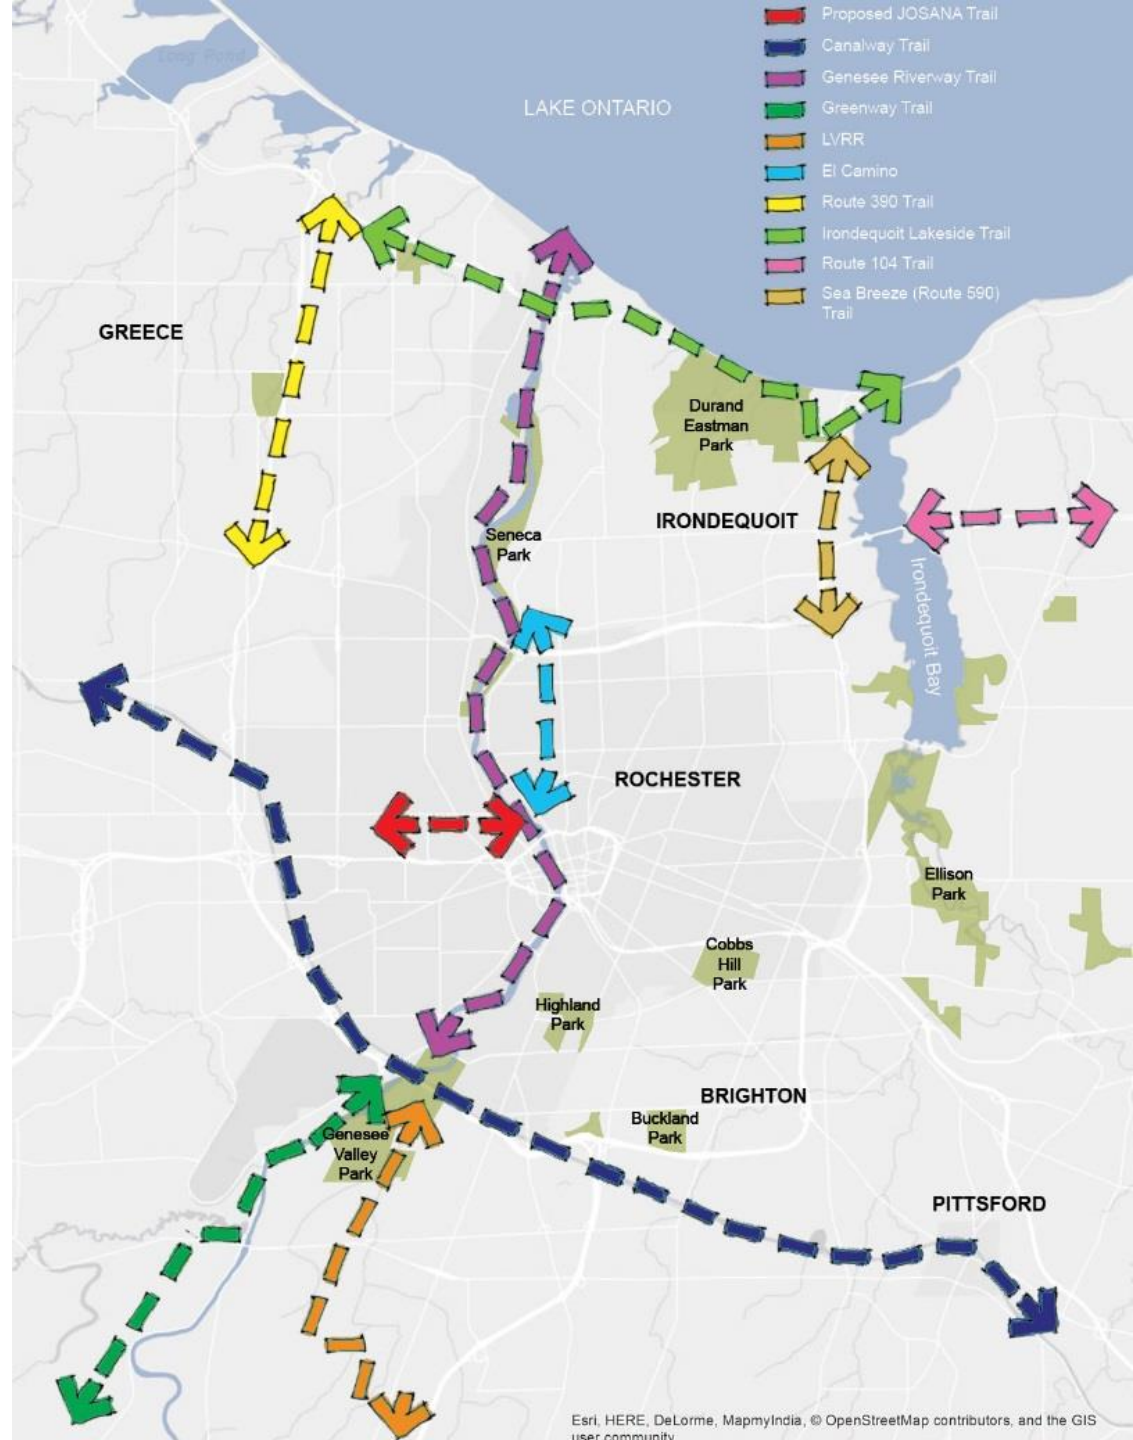 Long Pond
LAKE ONTARIO
Proposed JOSANA Trail
Canalway Trail
Genesee Riverway Trail
Greenway Trail
LVRR
El Camino
Route 390 Trail
Irondequoit Lakeside Trail
Route 104 Trail
Sea Breeze (Route 590)
Trail
GREECE
Durand
Eastman
Park
IRONDEQUOIT
Seneca
Park
Irondequoit Bay
ROCHESTER
Ellison
Park
Cobbs
Hill
Park
Highland
Park
BRIGHTON
Buckland
Park
Genesee
Valley
Park
PITTSFORD
Esri, HERE, DeLorme, MapmyIndia, © OpenStreetMap contributors, and the GIS
user community